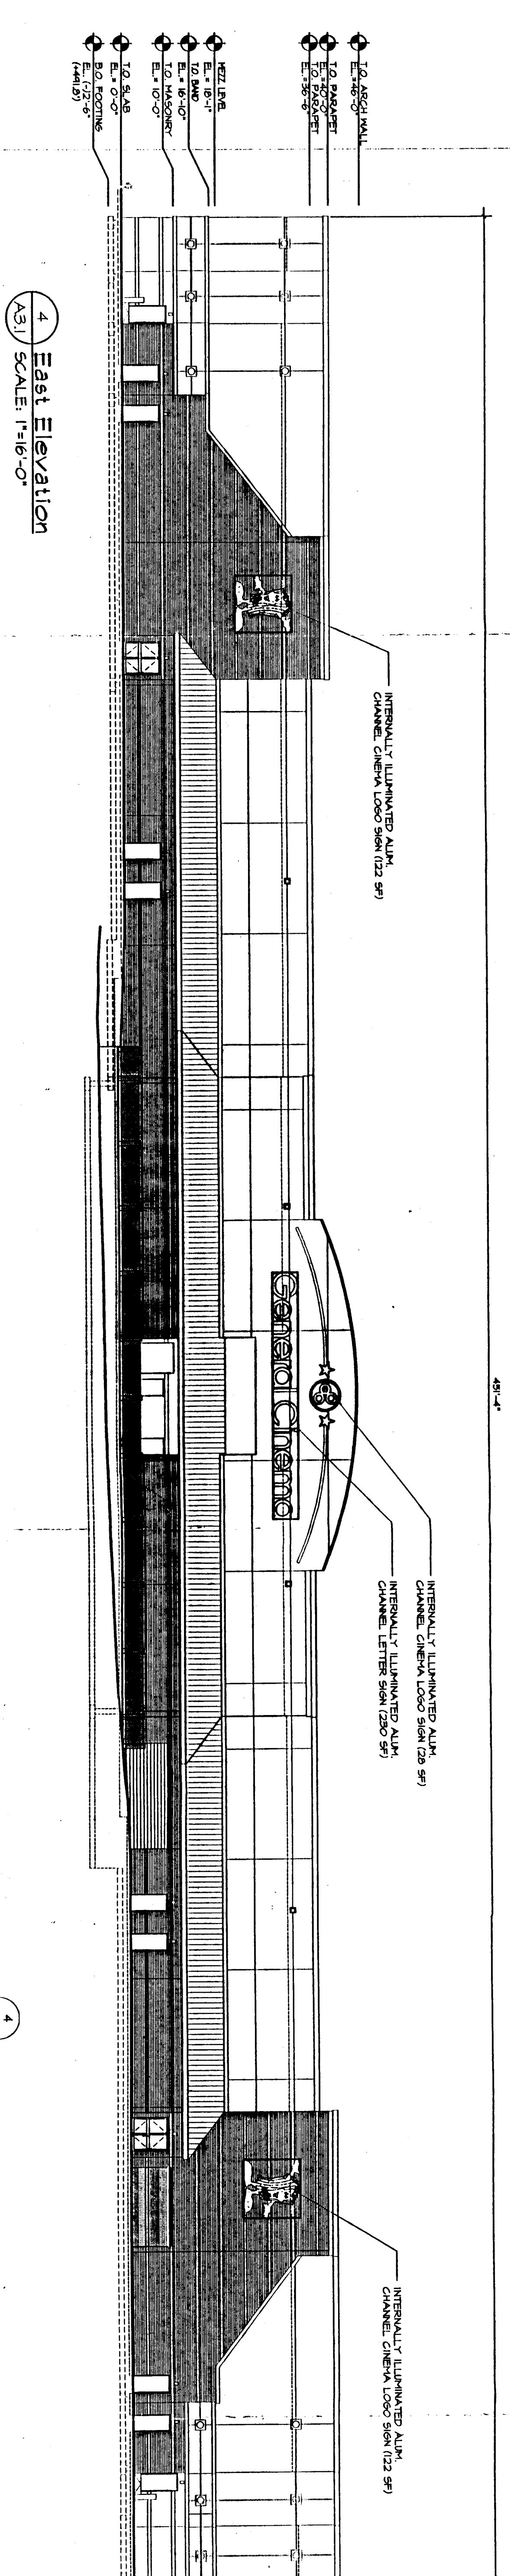 T.O. ARCH WALL
EL.=46'-0"
T.O. PARAPET
EL.=40'-0"
T.O. PARAPET
EL.=36'-6"
MEZZ LEVEL
EL.= 18'-1"
T.O. BAND
EL.= 16'-10"
T.O. MASONRY
EL.= 10'-0"
T.O. SLAB
EL.= 0'-0"
B.O. FOOTING
EL. (-)2'-6"
(+491.8')
451'-4"
INTERNALLY ILLUMINATED ALUM.
CHANNEL CINEMA LOGO SIGN (122 SF)
INTERNALLY ILLUMINATED ALUM.
CHANNEL CINEMA LOGO SIGN (28 SF)
INTERNALLY ILLUMINATED ALUM.
CHANNEL LETTER SIGN (230 SF)
INTERNALLY ILLUMINATED ALUM.
CHANNEL CINEMA LOGO SIGN (122 SF)
General Cinema
4
A3.1
East Elevation
SCALE: 1"=16'-0"
4